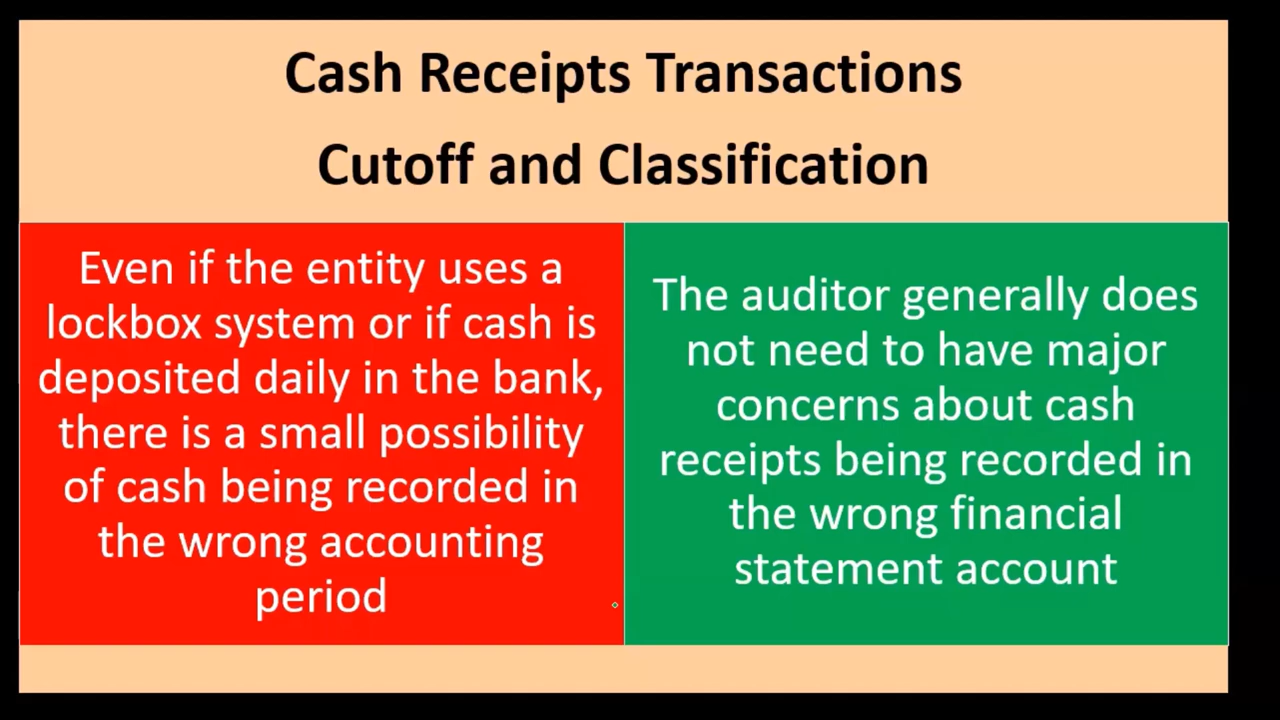 Cash Receipts Transactions
Cutoff and Classification
Even if the entity uses a
lockbox system or if cash is
deposited daily in the bank,
there is a small possibility
of cash being recorded in
the wrong accounting
period
The auditor generally does
not need to have major
concerns about cash
receipts being recorded in
the wrong financial
statement account